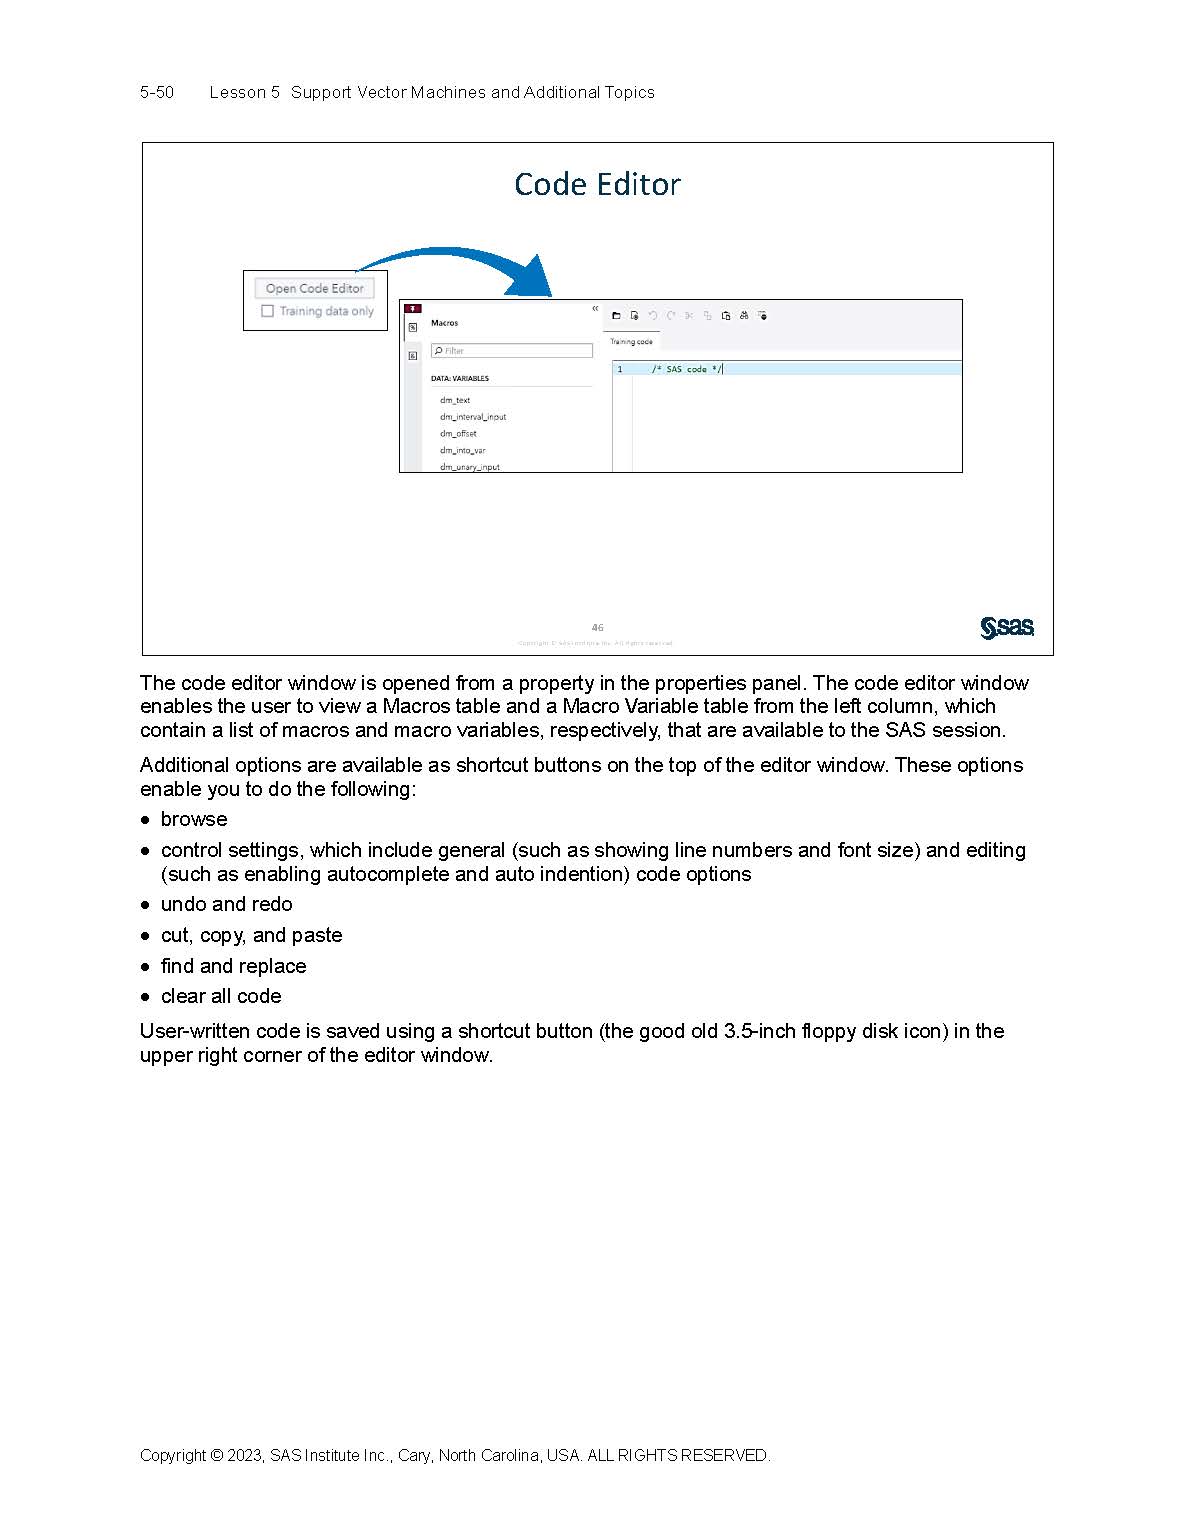 5-50 Lesson 5 Support Vector Machines and Additional Topics
Code Editor
Open Code Editor
Training data only
Macros
Filter
DATA: VARIABLES
dm_text
dm_interval_input
dm_offset
dm_into_var
dm_unary_input
Training code
1 /* SAS code */
46
Copyright © SAS Institute Inc. All rights reserved.
sas
The code editor window is opened from a property in the properties panel. The code editor window
enables the user to view a Macros table and a Macro Variable table from the left column, which
contain a list of macros and macro variables, respectively, that are available to the SAS session.
Additional options are available as shortcut buttons on the top of the editor window. These options
enable you to do the following:
• browse
• control settings, which include general (such as showing line numbers and font size) and editing
(such as enabling autocomplete and auto indention) code options
• undo and redo
• cut, copy, and paste
• find and replace
• clear all code
User-written code is saved using a shortcut button (the good old 3.5-inch floppy disk icon) in the
upper right corner of the editor window.
Copyright © 2023, SAS Institute Inc., Cary, North Carolina, USA. ALL RIGHTS RESERVED.